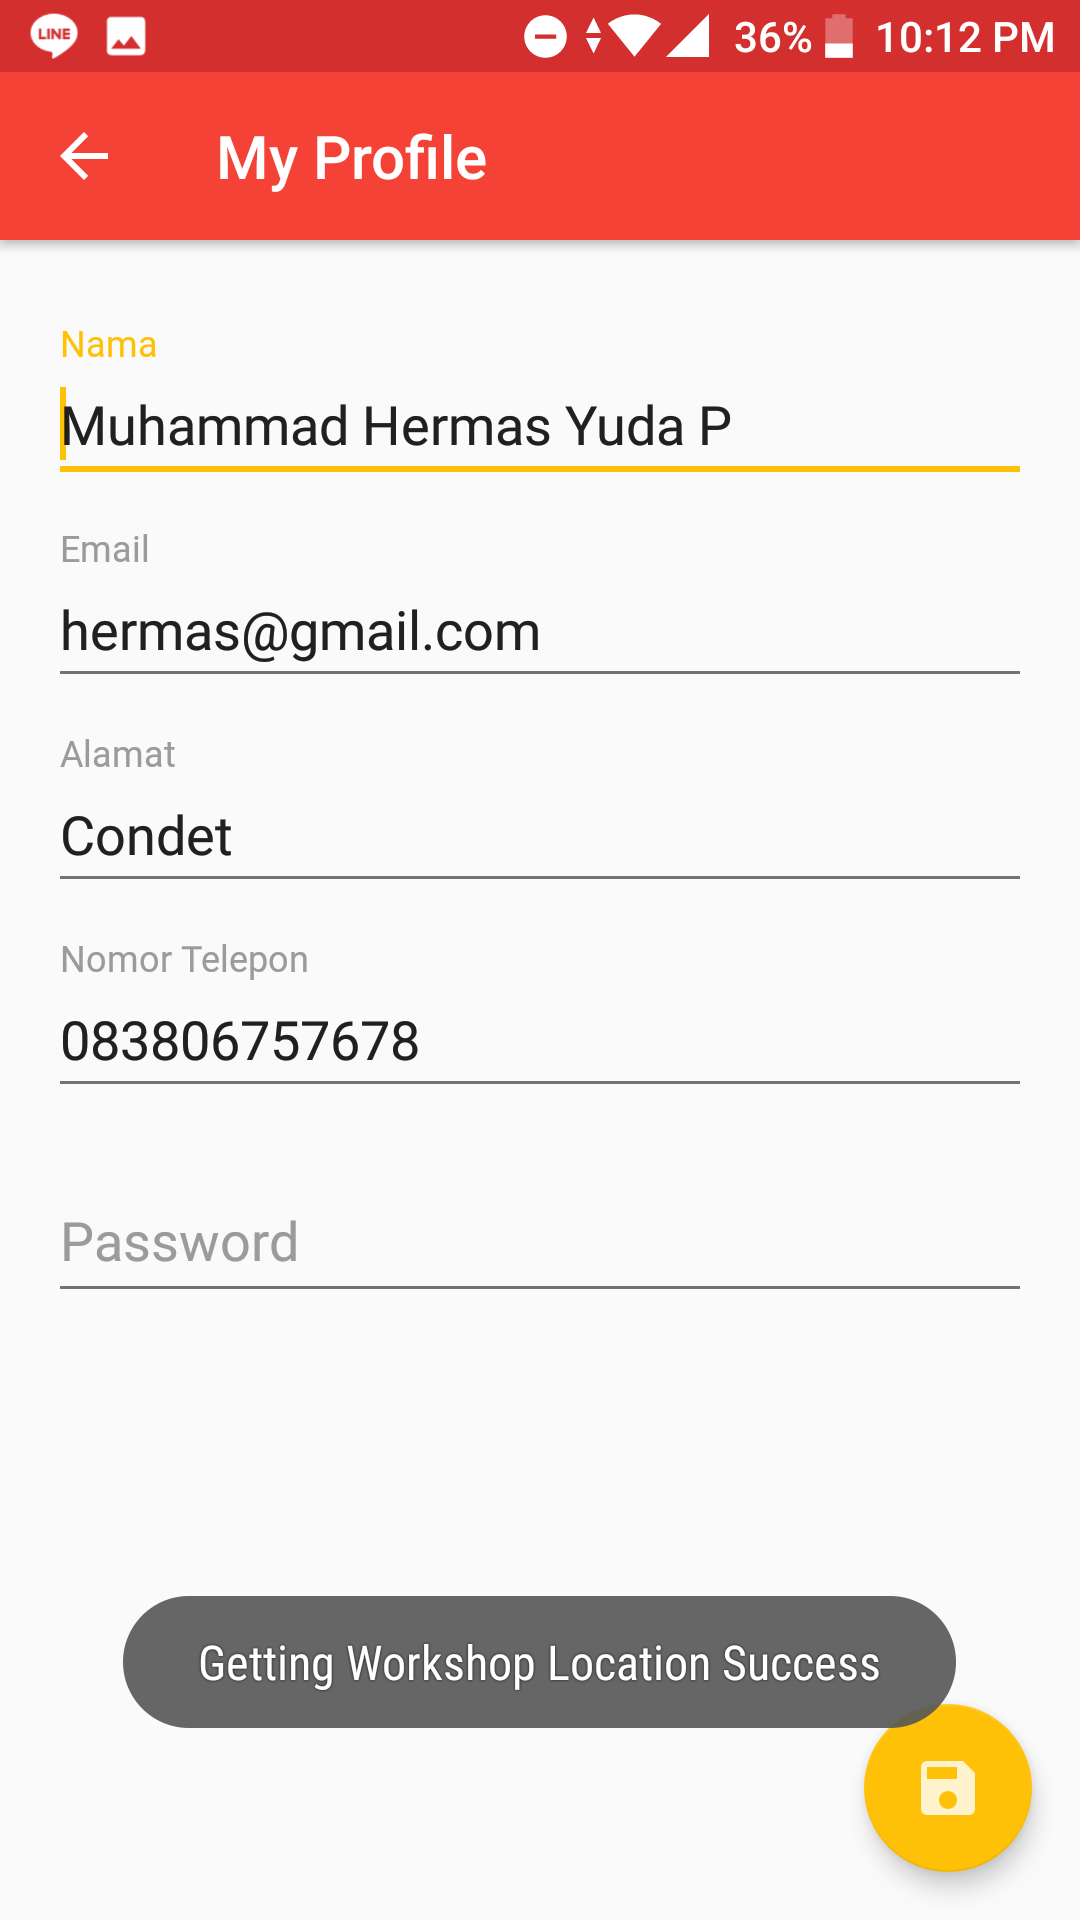 LINE 36% 10:12 PM
My Profile
Nama
Muhammad Hermas Yuda P
Email
hermas@gmail.com
Alamat
Condet
Nomor Telepon
083806757678
Password
Getting Workshop Location Success